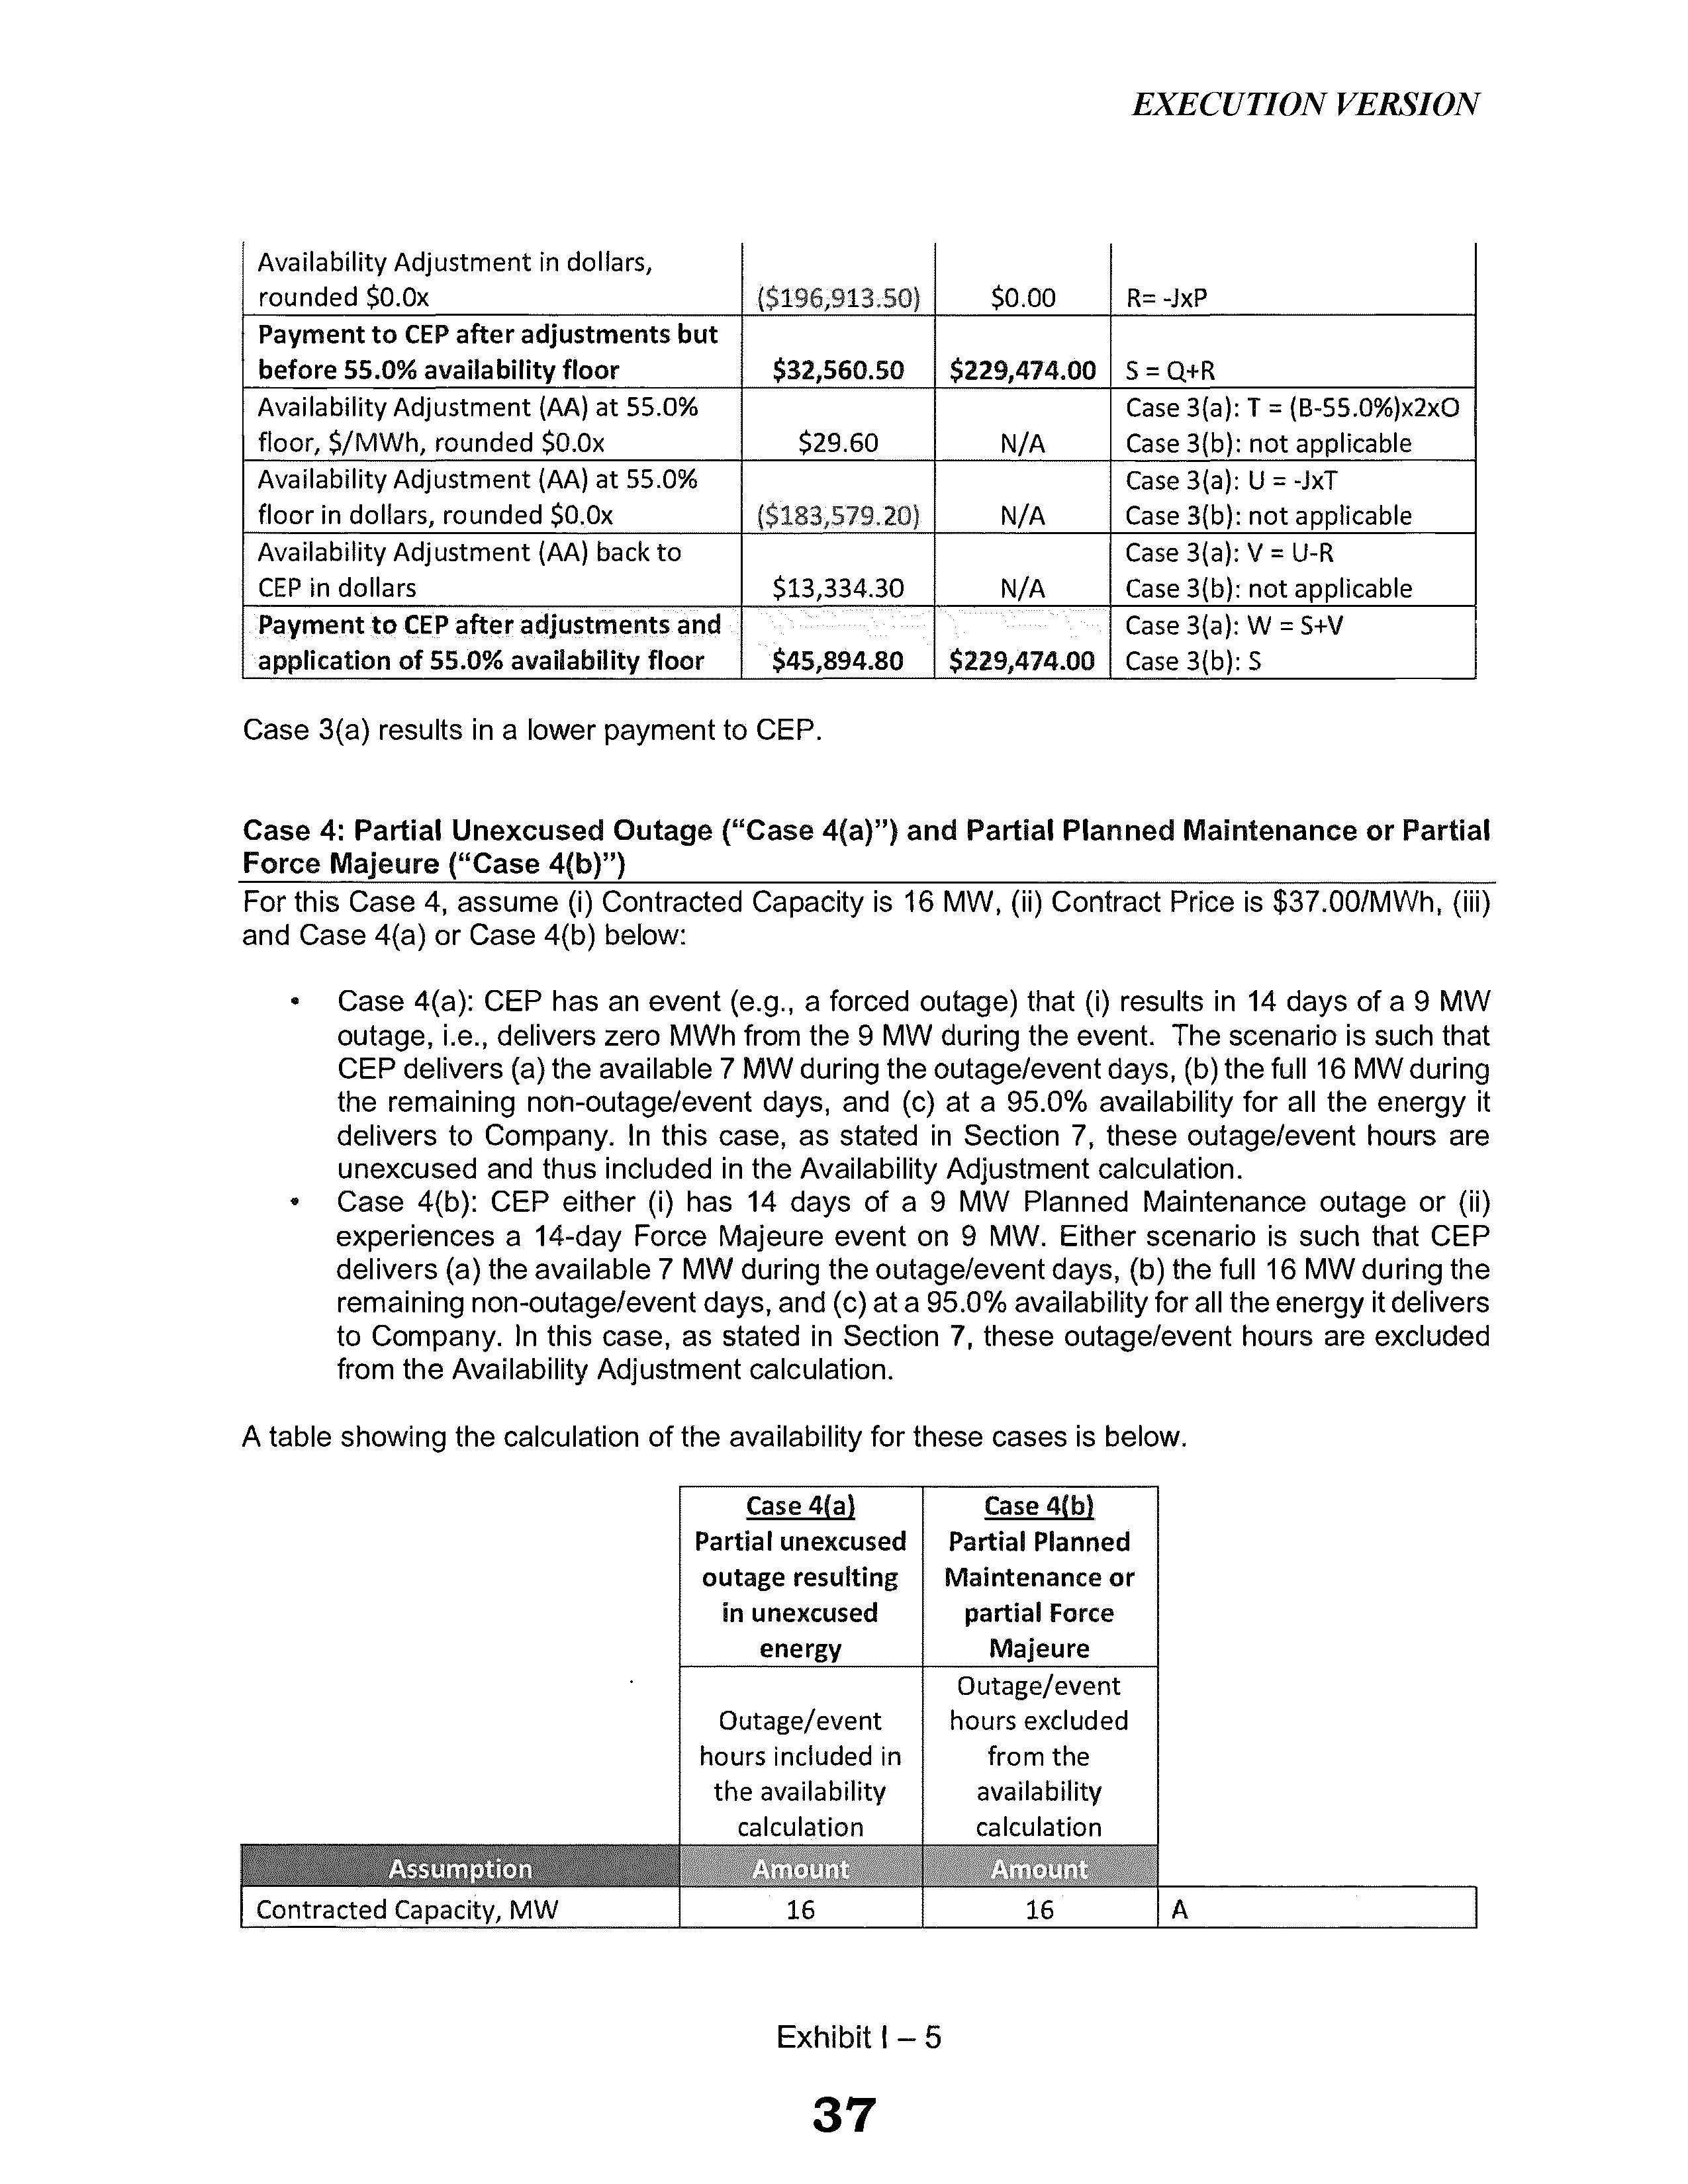 EXECUTION VERSION
Availability Adjustment in dollars,
rounded $0.0x ($196,913.50) $0.00 R= -JxP
Payment to CEP after adjustments but
before 55.0% availability floor $32,560.50 $229,474.00 S = Q+R
Availability Adjustment (AA) at 55.0% Case 3(a): T = (B-55.0%)x2xO
floor, $/MWh, rounded $0.0x $29.60 N/A Case 3(b): not applicable
Availability Adjustment (AA) at 55.0% Case 3(a): U = -JxT
floor in dollars, rounded $0.0x ($183,579.20) N/A Case 3(b): not applicable
Availability Adjustment (AA) back to Case 3(a): V = U-R
CEP in dollars $13,334.30 N/A Case 3(b): not applicable
Payment to CEP after adjustments and Case 3(a): W = S+V
application of 55.0% availability floor $45,894.80 $229,474.00 Case 3(b): S
Case 3(a) results in a lower payment to CEP.
Case 4: Partial Unexcused Outage (“Case 4(a)”) and Partial Planned Maintenance or Partial
Force Majeure (“Case 4(b)”)
For this Case 4, assume (i) Contracted Capacity is 16 MW, (ii) Contract Price is $37.00/MWh, (iii)
and Case 4(a) or Case 4(b) below:
• Case 4(a): CEP has an event (e.g., a forced outage) that (i) results in 14 days of a 9 MW
outage, i.e., delivers zero MWh from the 9 MW during the event. The scenario is such that
CEP delivers (a) the available 7 MW during the outage/event days, (b) the full 16 MW during
the remaining non-outage/event days, and (c) at a 95.0% availability for all the energy it
delivers to Company. In this case, as stated in Section 7, these outage/event hours are
unexcused and thus included in the Availability Adjustment calculation.
• Case 4(b): CEP either (i) has 14 days of a 9 MW Planned Maintenance outage or (ii)
experiences a 14-day Force Majeure event on 9 MW. Either scenario is such that CEP
delivers (a) the available 7 MW during the outage/event days, (b) the full 16 MW during the
remaining non-outage/event days, and (c) at a 95.0% availability for all the energy it delivers
to Company. In this case, as stated in Section 7, these outage/event hours are excluded
from the Availability Adjustment calculation.
A table showing the calculation of the availability for these cases is below.
Case 4(a) Case 4(b)
Partial unexcused Partial Planned
outage resulting Maintenance or
in unexcused partial Force
energy Majeure
Outage/event
Outage/event hours excluded
hours included in from the
the availability availability
calculation calculation
Assumption Amount Amount
Contracted Capacity, MW 16 16 A
Exhibit I – 5
37